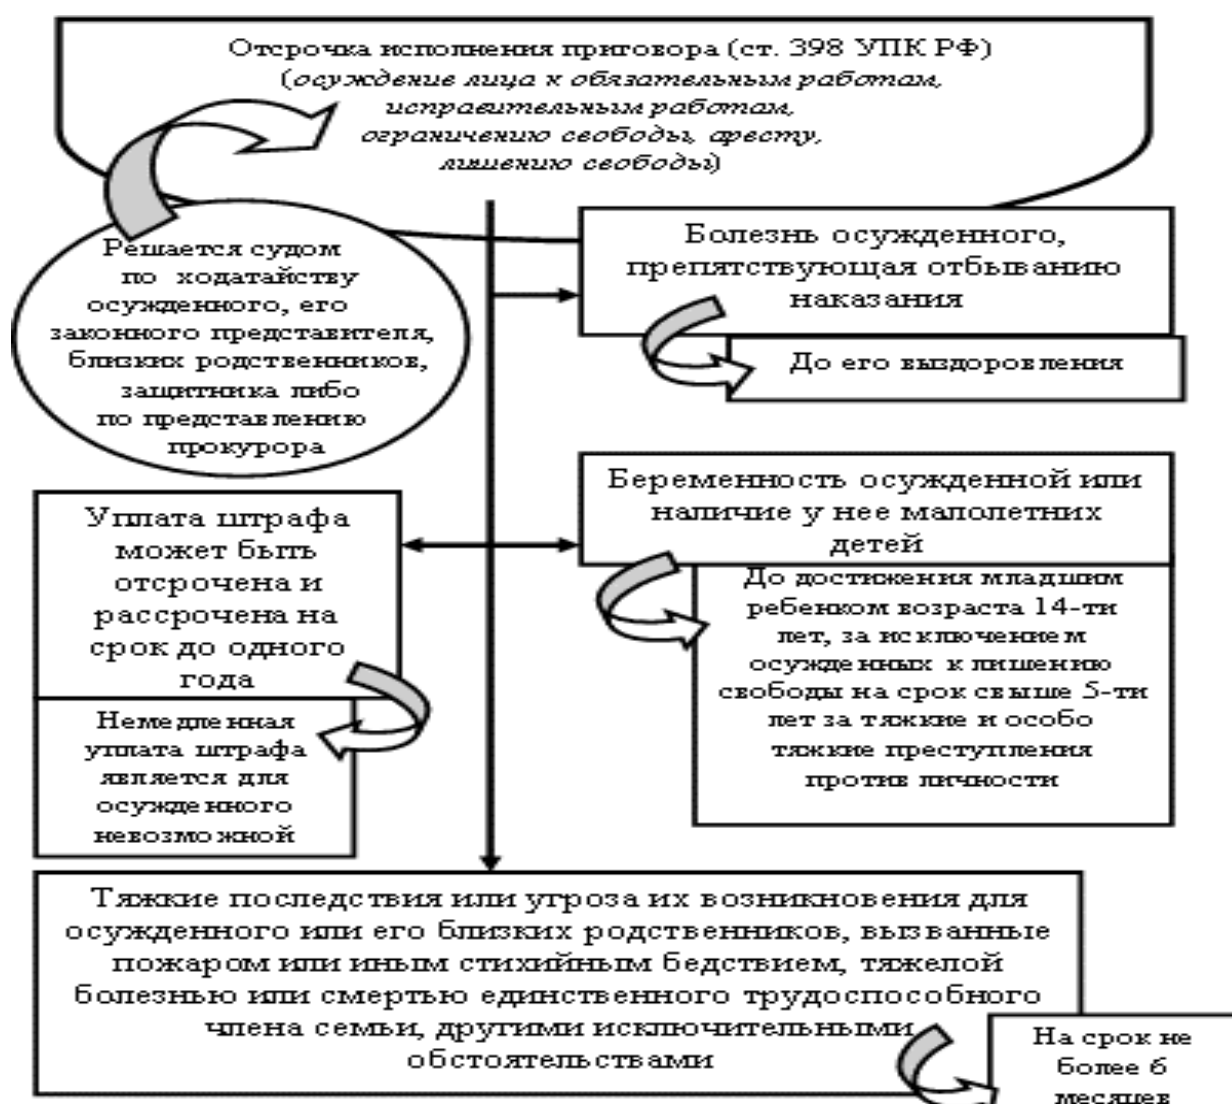 Отсрочка исполнения приговора (ст. 398 УПК РФ)
(осуждение лица к обязательным работам,
исправительным работам,
ограничению свободы, аресту,
лишению свободы)
Решается судом
по ходатайству
осужденного, его
законного представителя,
близких родственников,
защитника либо
по представлению
прокурора
Болезнь осужденного,
препятствующая отбыванию
наказания
До его выздоровления
Беременность осужденной или
наличие у нее малолетних
детей
До достижения младшим
ребенком возраста 14-ти
лет, за исключением
осужденных к лишению
свободы на срок свыше 5-ти
лет за тяжкие и особо
тяжкие преступления
против личности
Уплата штрафа
может быть
отсрочена и
рассрочена на
срок до одного
года
Немедленная
уплата штрафа
является для
осужденного
невозможной
Тяжкие последствия или угроза их возникновения для
осужденного или его близких родственников, вызванные
пожаром или иным стихийным бедствием, тяжелой
болезнью или смертью единственного трудоспособного
члена семьи, другими исключительными
обстоятельствами
На срок не
более 6
месяцев